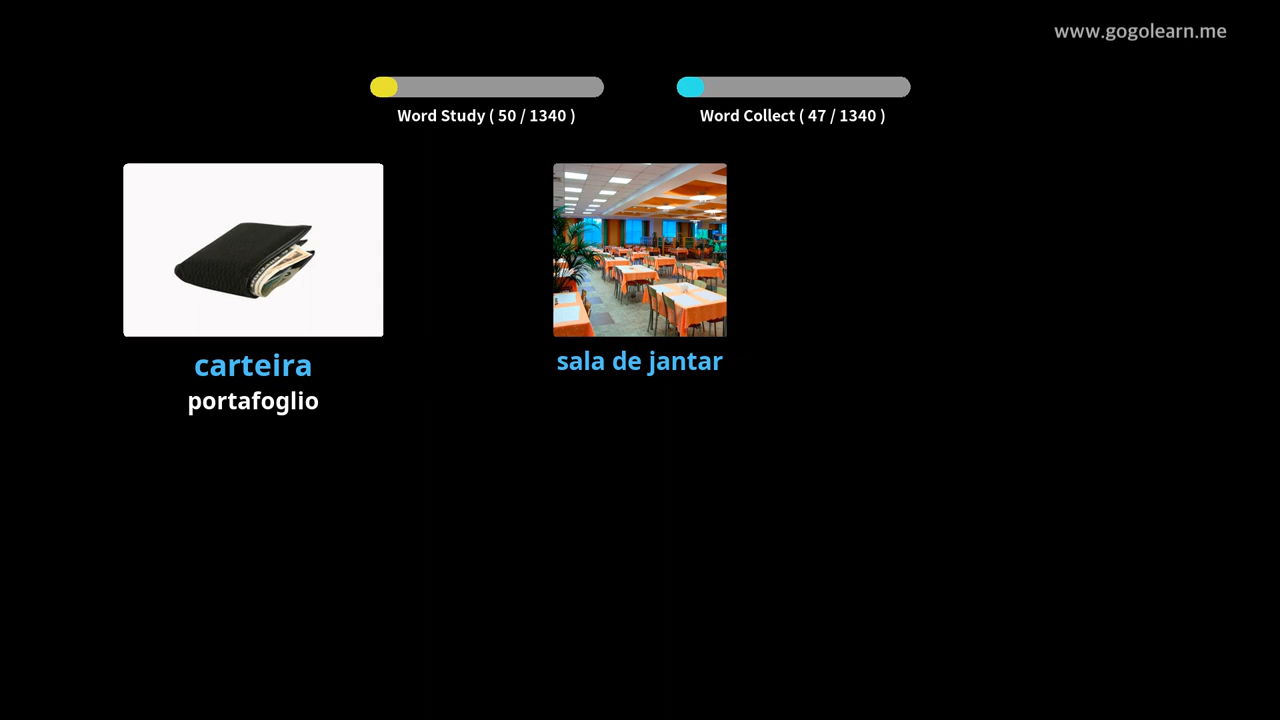 www.gogolearn.me
Word Study ( 50 / 1340 )
Word Collect ( 47 / 1340 )
carteira
portafoglio
sala de jantar